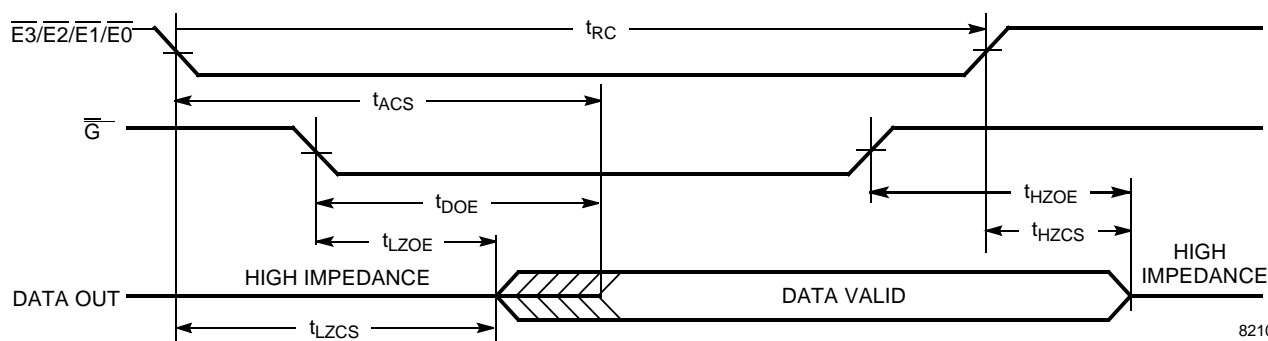 E3/E2/E1/E0
tRC
tACS
G
tDOE
tHZOE
tLZOE
tHZCS
HIGH IMPEDANCE
HIGH
IMPEDANCE
DATA OUT
DATA VALID
tLZCS
8210